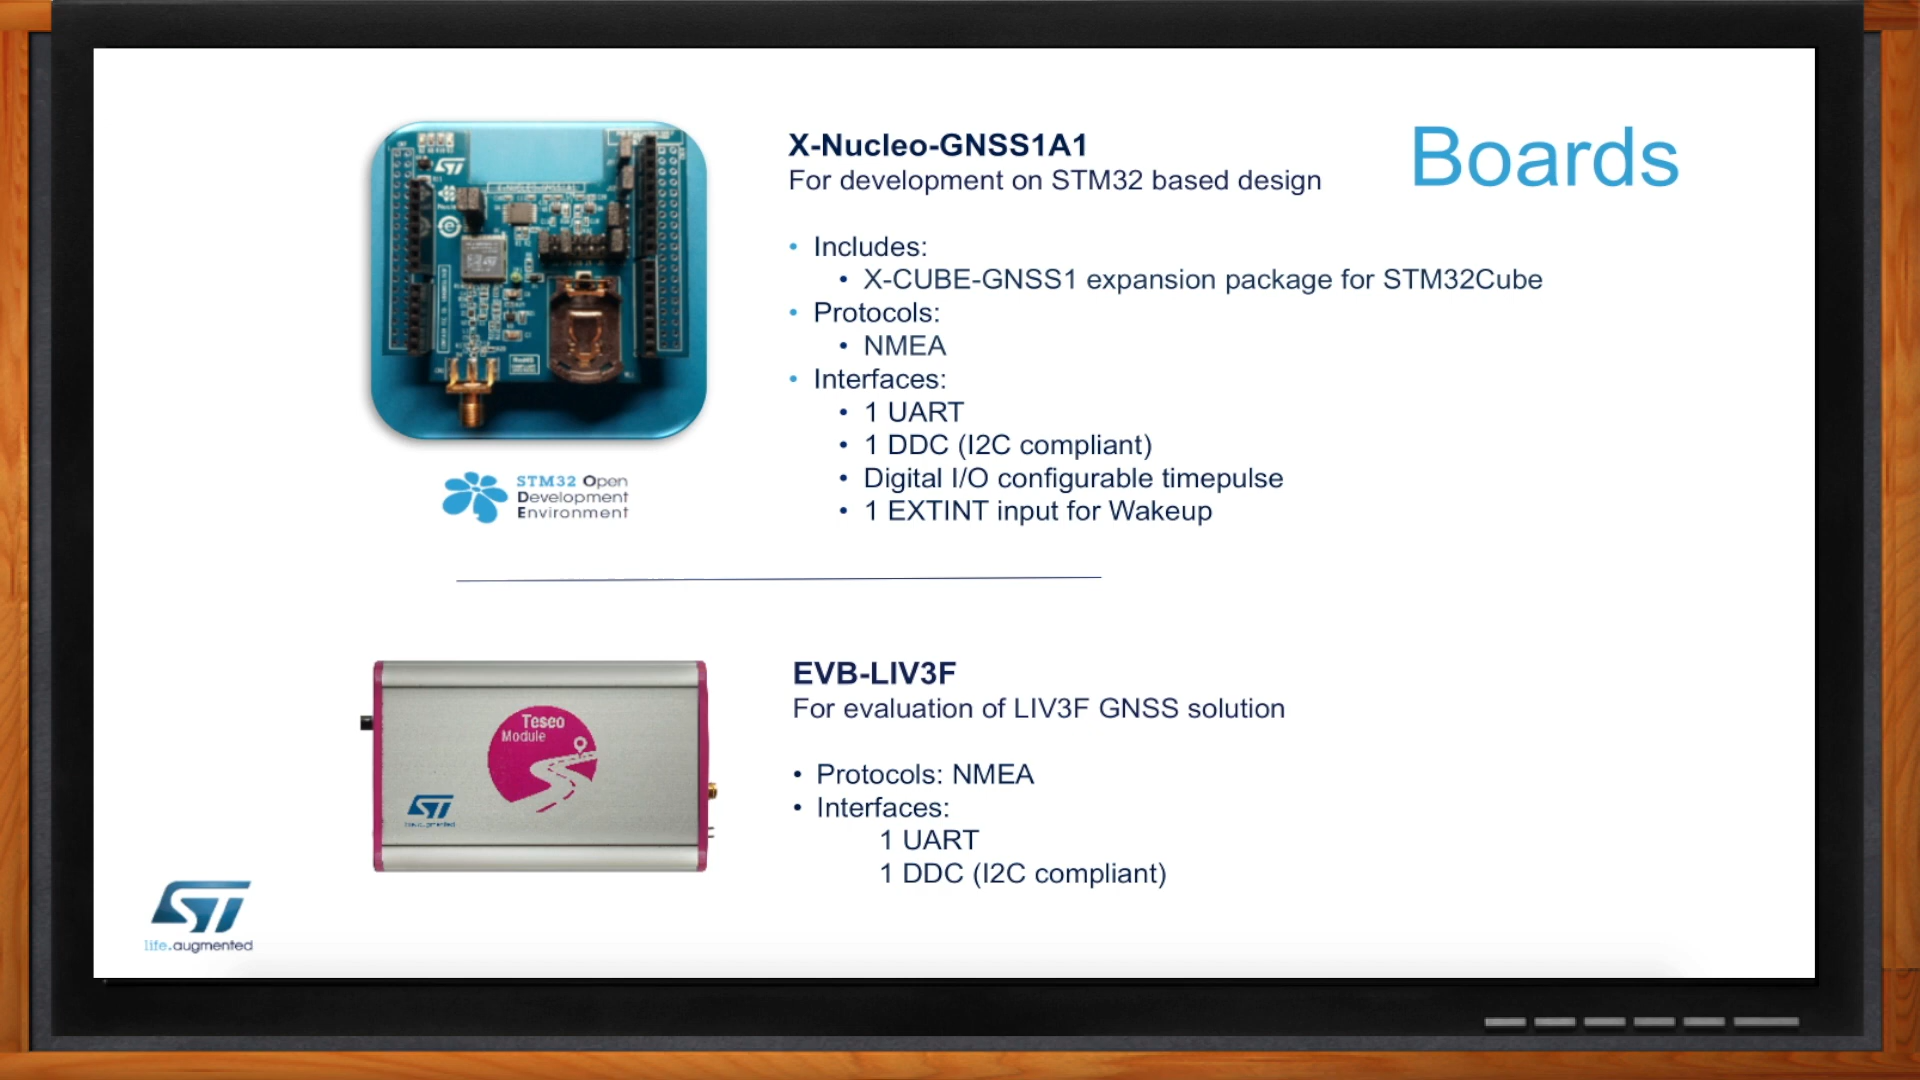 Boards
X-Nucleo-GNSS1A1
For development on STM32 based design
• Includes:
• X-CUBE-GNSS1 expansion package for STM32Cube
• Protocols:
• NMEA
• Interfaces:
• 1 UART
• 1 DDC (I2C compliant)
• Digital I/O configurable timepulse
• 1 EXTINT input for Wakeup
STM32 Open
Development
Environment
EVB-LIV3F
For evaluation of LIV3F GNSS solution
• Protocols: NMEA
• Interfaces:
1 UART
1 DDC (I2C compliant)
Teseo
Module
ST
ST
life.augmented